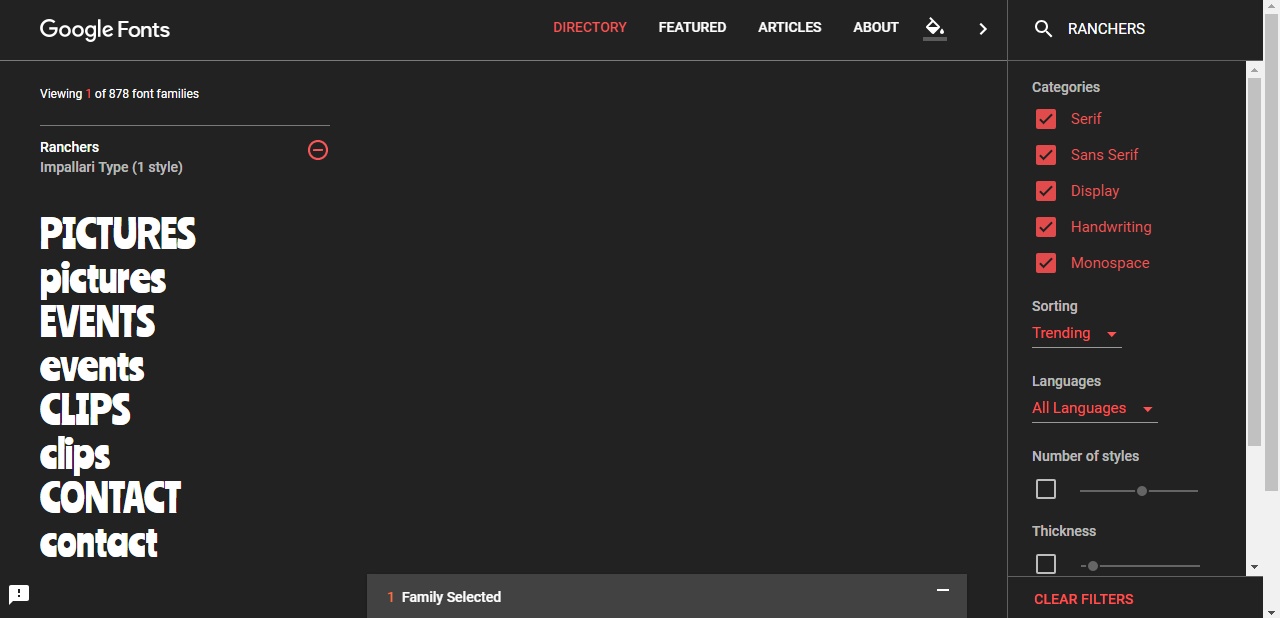 Google Fonts
DIRECTORY FEATURED ARTICLES ABOUT
RANCHERS
Viewing 1 of 878 font families
Ranchers
Impallari Type (1 style)
PICTURES
pictures
EVENTS
events
CLIPS
clips
CONTACT
contact
1 Family Selected
Categories
Serif
Sans Serif
Display
Handwriting
Monospace
Sorting
Trending
Languages
All Languages
Number of styles
Thickness
CLEAR FILTERS